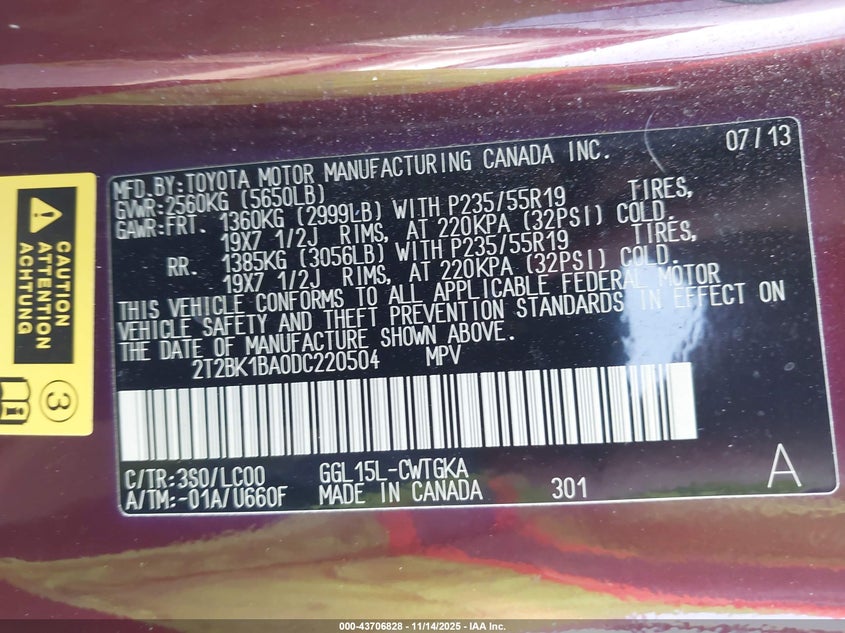 CAUTION
ATTENTION
ACHTUNG
3
MFD.BY:TOYOTA MOTOR MANUFACTURING CANADA INC. 07/13
GVWR:2560KG (5650LB)
GAWR:FRT. 1360KG (2999LB) WITH P235/55R19 TIRES,
19X7 1/2J RIMS, AT 220KPA (32PSI) COLD.
RR. 1385KG (3056LB) WITH P235/55R19 TIRES,
19X7 1/2J RIMS, AT 220KPA (32PSI) COLD.
THIS VEHICLE CONFORMS TO ALL APPLICABLE FEDERAL MOTOR
VEHICLE SAFETY AND THEFT PREVENTION STANDARDS IN EFFECT ON
THE DATE OF MANUFACTURE SHOWN ABOVE.
2T2BK1BA0DC220504 MPV
C/TR:3S0/LC00 GGL15L-CWTGKA
A/TM:-01A/U660F MADE IN CANADA 301 A
000-43706828 - 11/14/2025 - IAA Inc.